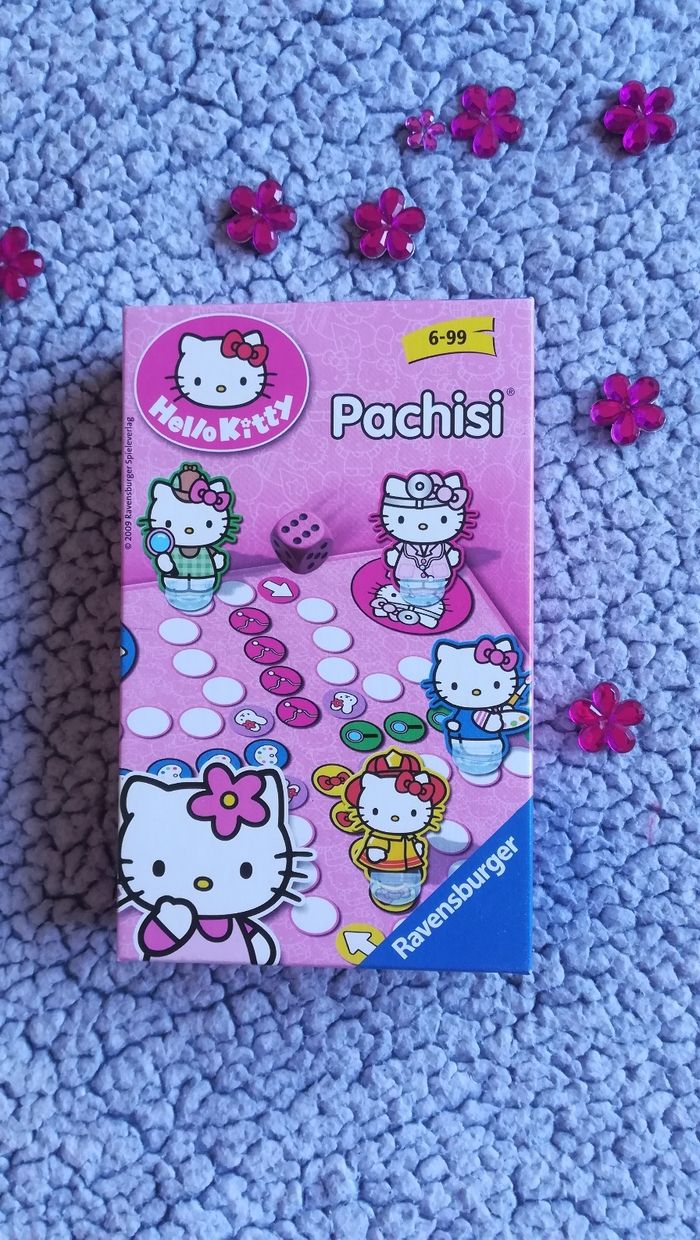 Hello Kitty
6-99
Pachisi®
© 2009 Ravensburger Spieleverlag
Ravensburger